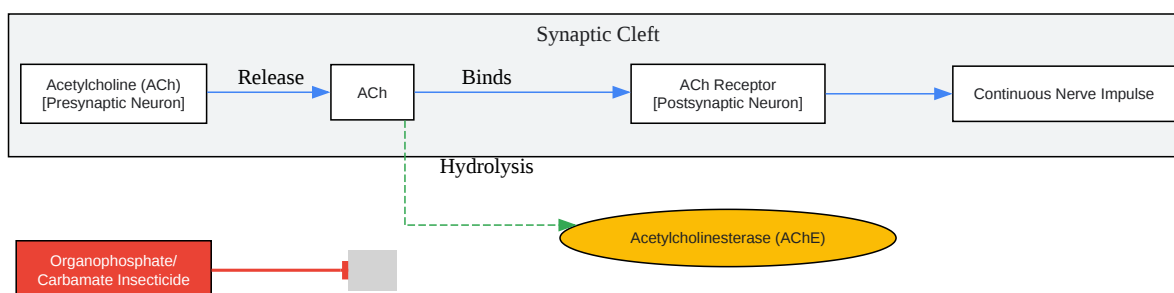 Synaptic Cleft
Acetylcholine (ACh)
[Presynaptic Neuron]
Release
ACh
Binds
ACh Receptor
[Postsynaptic Neuron]
Continuous Nerve Impulse
Hydrolysis
Acetylcholinesterase (AChE)
Organophosphate/
Carbamate Insecticide